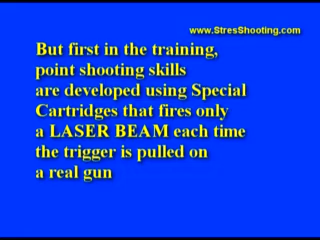 www.StresShooting.com
But first in the training,
point shooting skills
are developed using Special
Cartridges that fires only
a LASER BEAM each time
the trigger is pulled on
a real gun